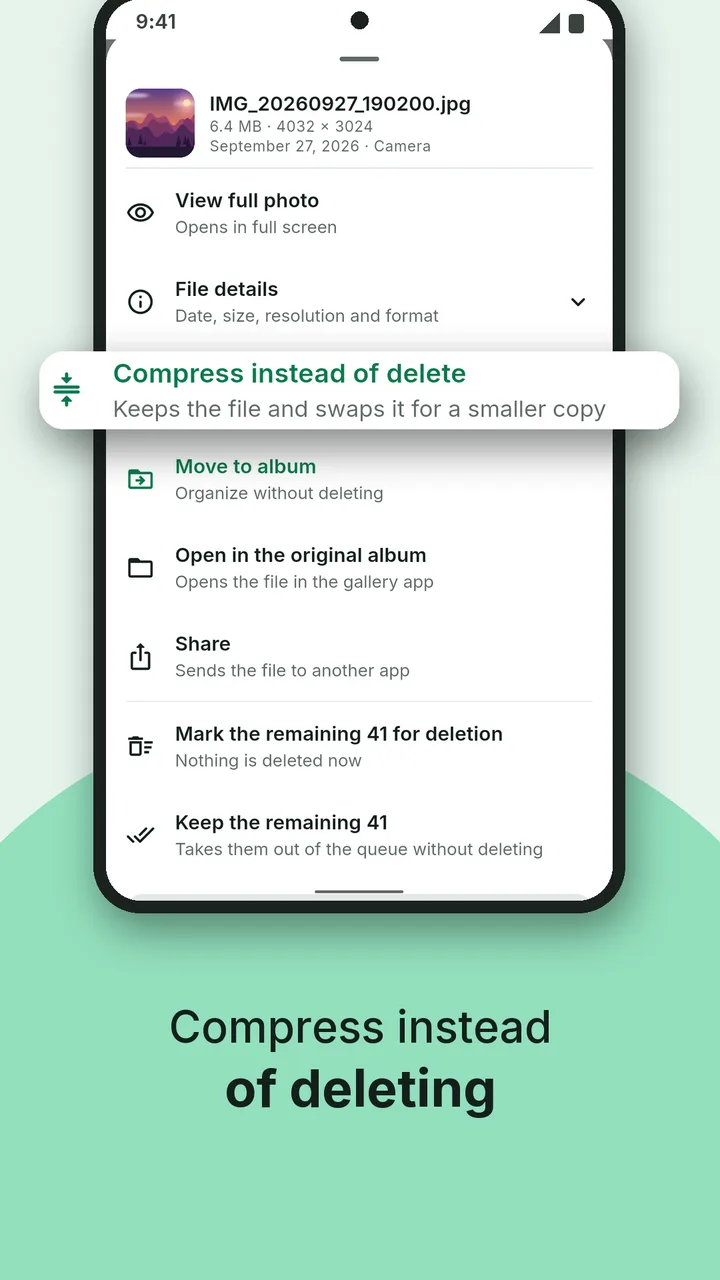 9:41
IMG_20260927_190200.jpg
6.4 MB · 4032 × 3024
September 27, 2026 · Camera
View full photo
Opens in full screen
File details
Date, size, resolution and format
Compress instead of delete
Keeps the file and swaps it for a smaller copy
Move to album
Organize without deleting
Open in the original album
Opens the file in the gallery app
Share
Sends the file to another app
Mark the remaining 41 for deletion
Nothing is deleted now
Keep the remaining 41
Takes them out of the queue without deleting
Compress instead
of deleting